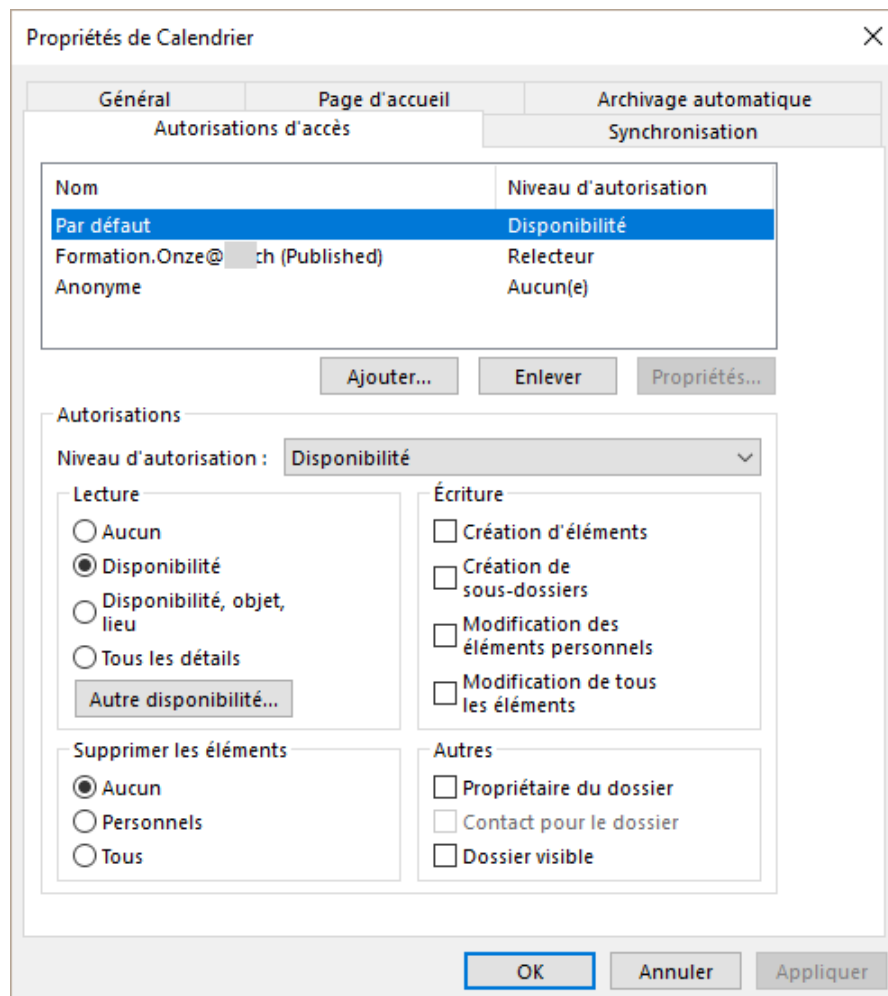 Propriétés de Calendrier
Général Page d'accueil Archivage automatique
Autorisations d'accès Synchronisation
Nom Niveau d'autorisation
Par défaut Disponibilité
Formation.Onze@ ch (Published) Relecteur
Anonyme Aucun(e)
Ajouter... Enlever Propriétés...
Autorisations
Niveau d'autorisation : Disponibilité
Lecture
Aucun
Disponibilité
Disponibilité, objet,
lieu
Tous les détails
Autre disponibilité...
Écriture
Création d'éléments
Création de
sous-dossiers
Modification des
éléments personnels
Modification de tous
les éléments
Supprimer les éléments
Aucun
Personnels
Tous
Autres
Propriétaire du dossier
Contact pour le dossier
Dossier visible
OK Annuler Appliquer